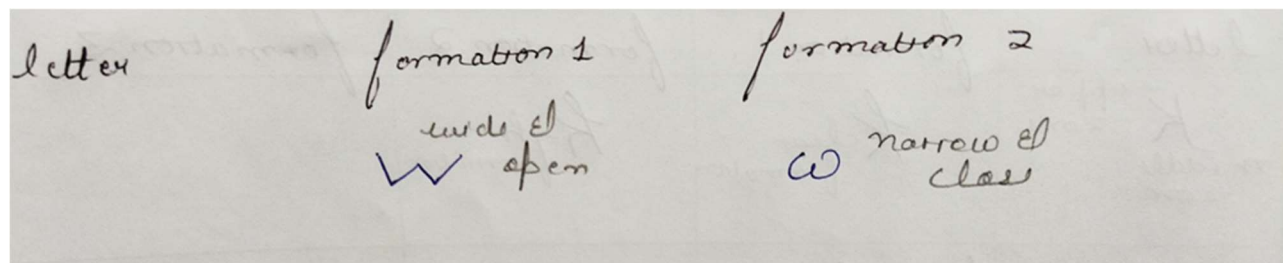 letter formation 1 formation 2
wide & narrow &
W open ω close